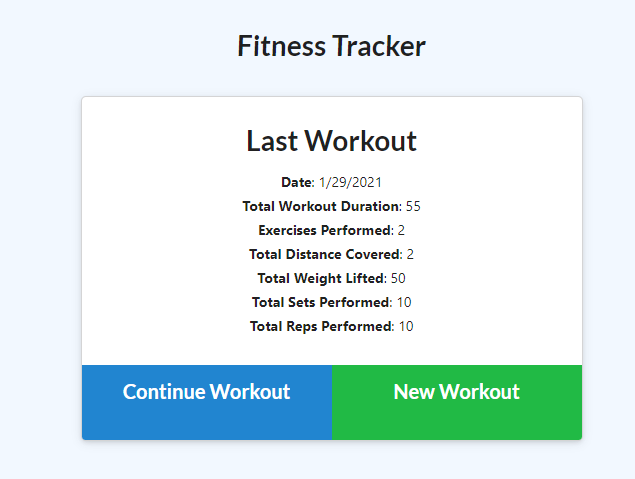 Fitness Tracker
Last Workout
Date: 1/29/2021
Total Workout Duration: 55
Exercises Performed: 2
Total Distance Covered: 2
Total Weight Lifted: 50
Total Sets Performed: 10
Total Reps Performed: 10
Continue Workout
New Workout